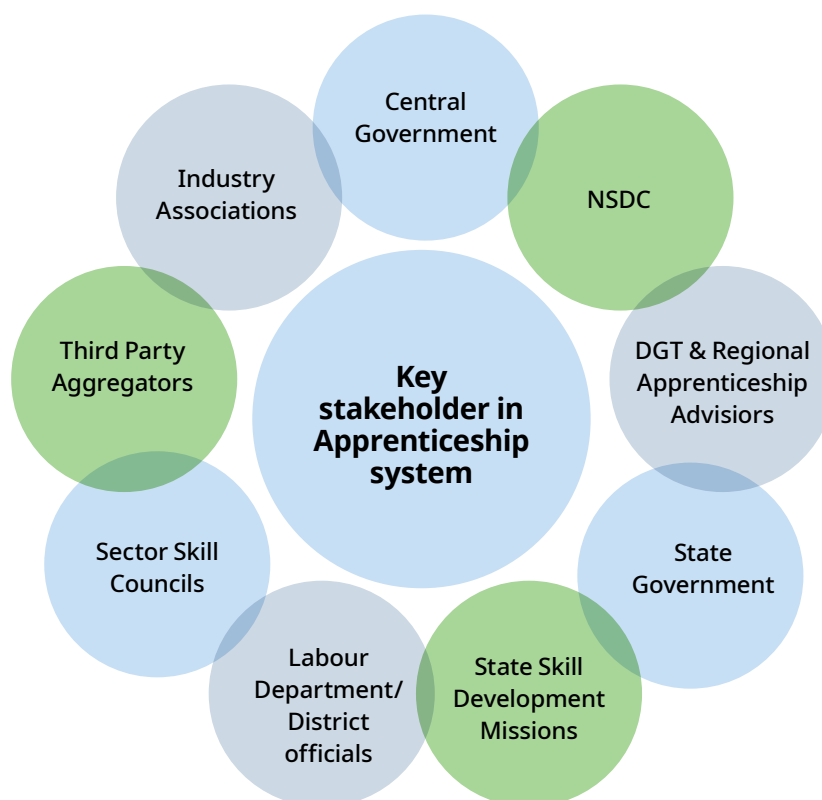 Central
Government
NSDC
DGT & Regional
Apprenticeship
Advisiors
State
Government
State Skill
Development
Missions
Labour
Department/
District
officials
Sector Skill
Councils
Third Party
Aggregators
Industry
Associations
Key
stakeholder in
Apprenticeship
system